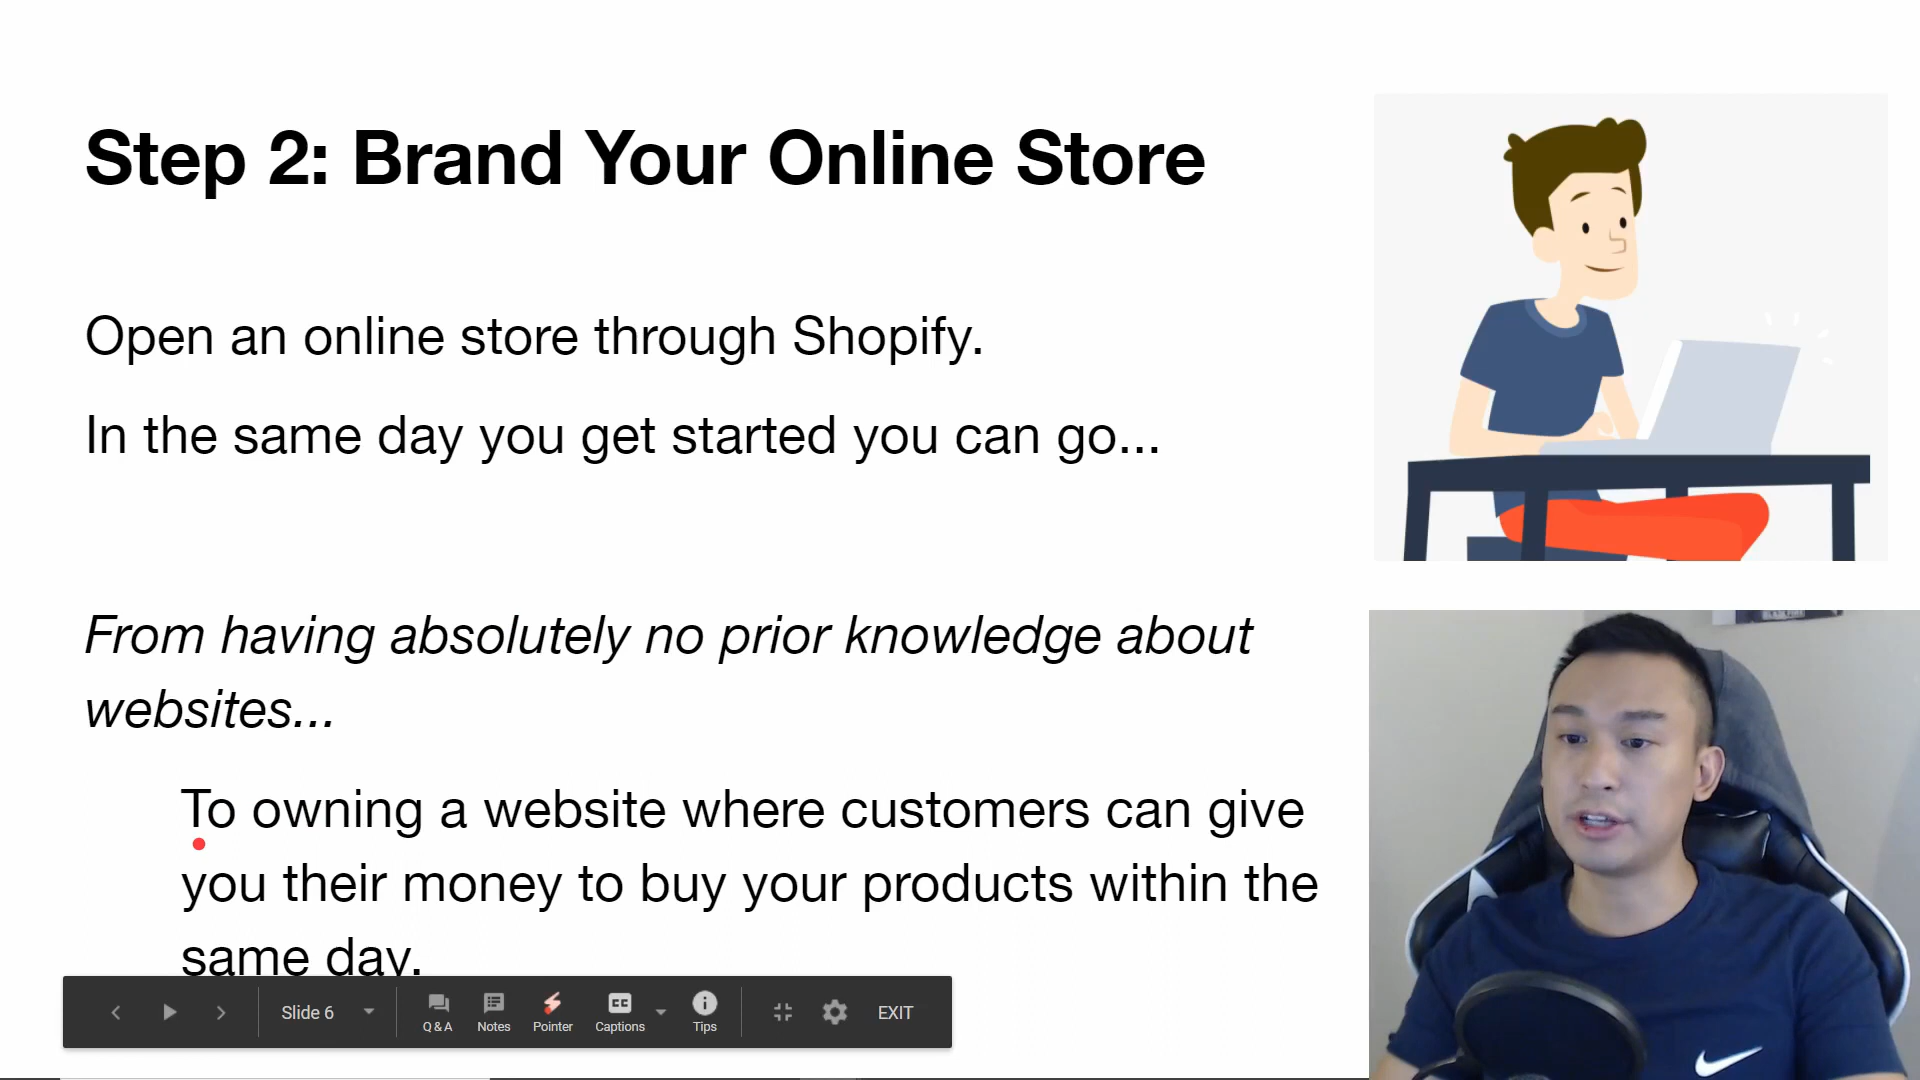 Step 2: Brand Your Online Store
Open an online store through Shopify.
In the same day you get started you can go...
From having absolutely no prior knowledge about
websites...
To owning a website where customers can give
you their money to buy your products within the
same day.
Slide 6
Q & A
Notes
Pointer
CC
Captions
Tips
EXIT